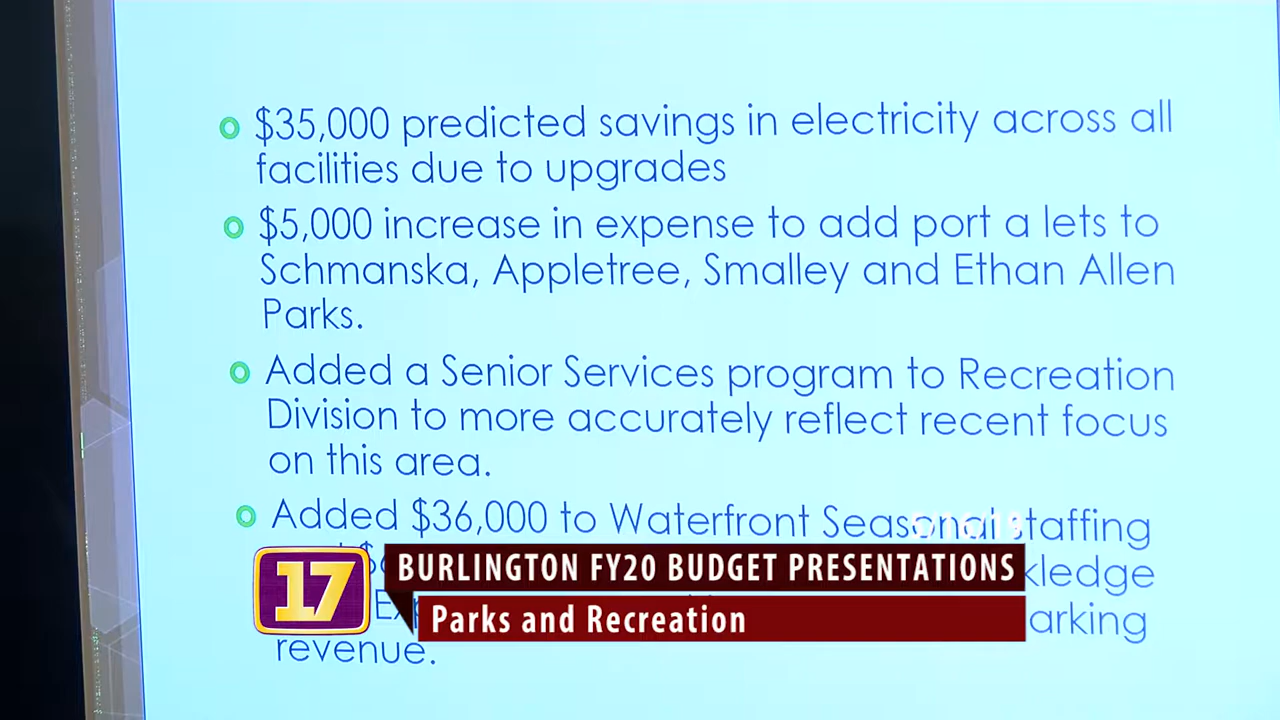 $35,000 predicted savings in electricity across all
facilities due to upgrades
$5,000 increase in expense to add port a lets to
Schmanska, Appletree, Smalley and Ethan Allen
Parks.
Added a Senior Services program to Recreation
Division to more accurately reflect recent focus
on this area.
Added $36,000 to Waterfront Seasonal staffing
revenue.
17
BURLINGTON FY20 BUDGET PRESENTATIONS
Parks and Recreation